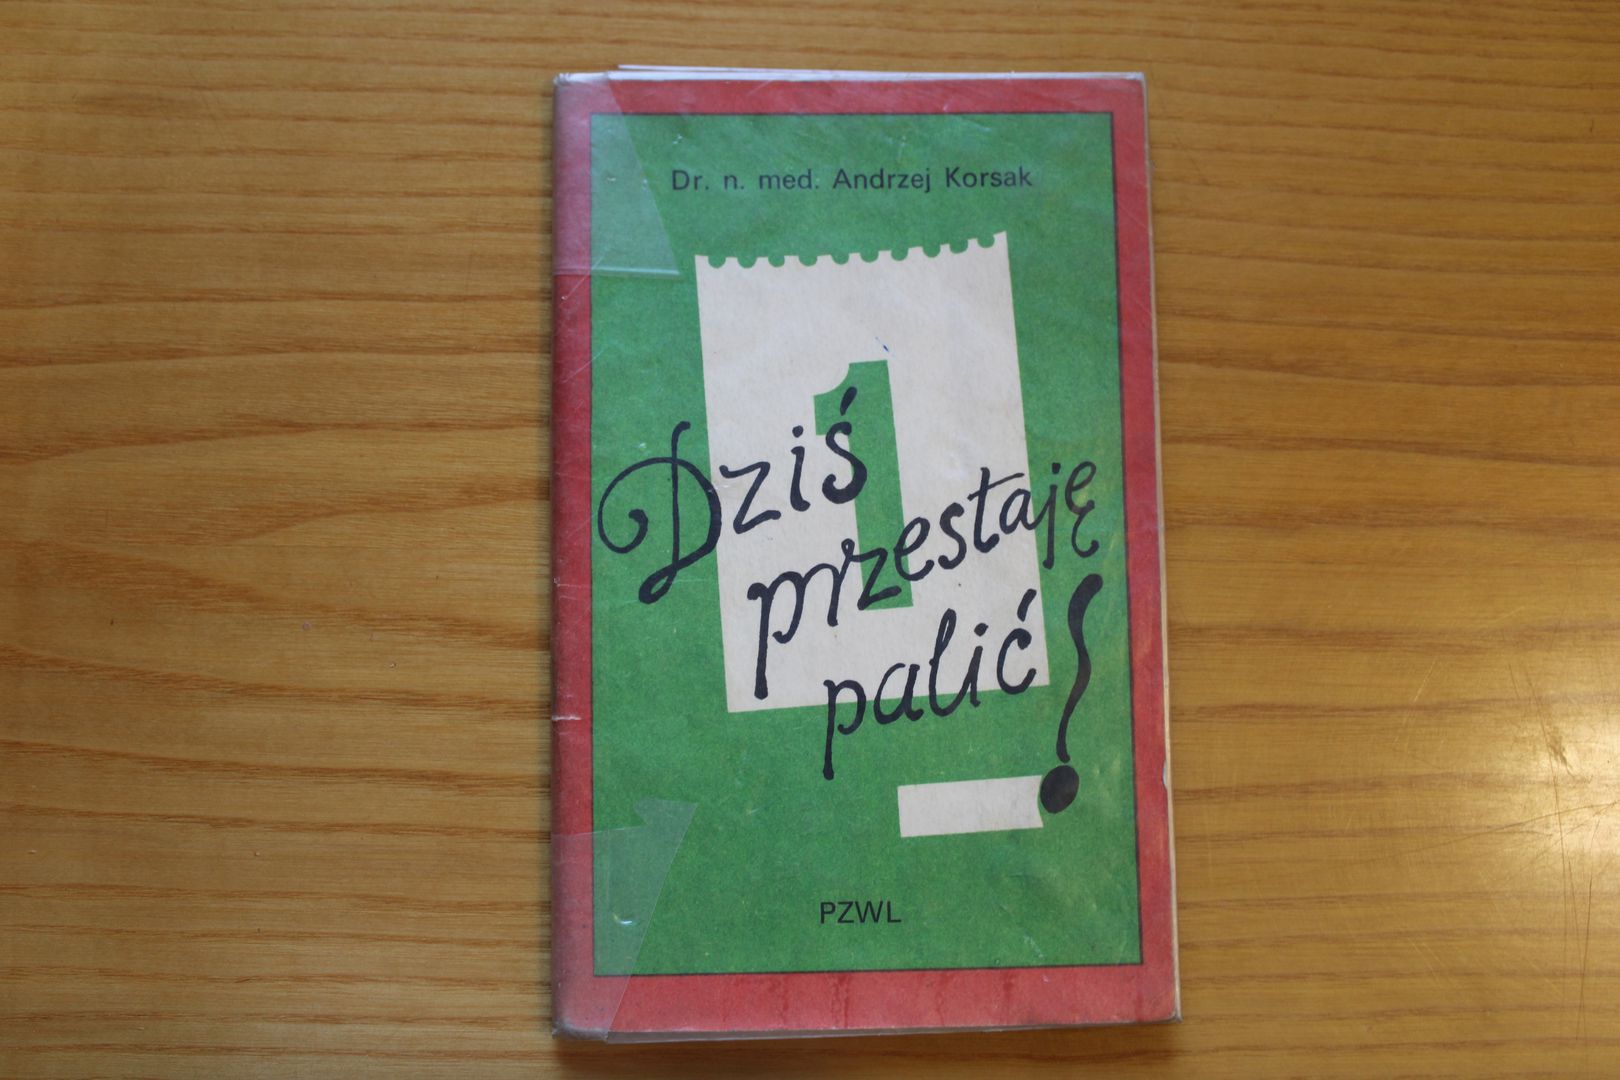 Dr. n. med. Andrzej Korsak
1
Dziś
przestaję
palić!
PZWL